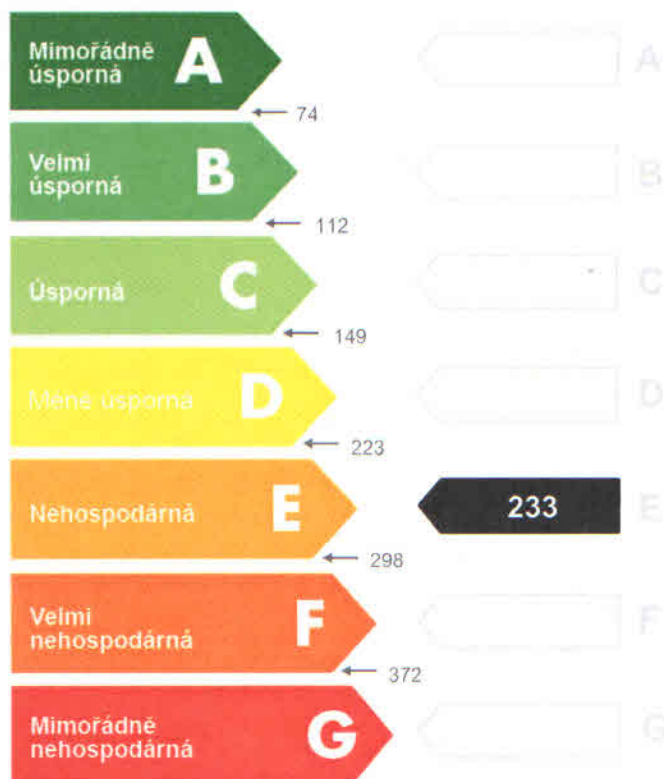 Mimořádně
úsporná
A
A
74
Velmi
úsporná
B
B
112
Úsporná
C
C
149
Méně úsporná
D
D
223
Nehospodárná
E
233
E
298
Velmi
nehospodárná
F
F
372
Mimořádně
nehospodárná
G
G